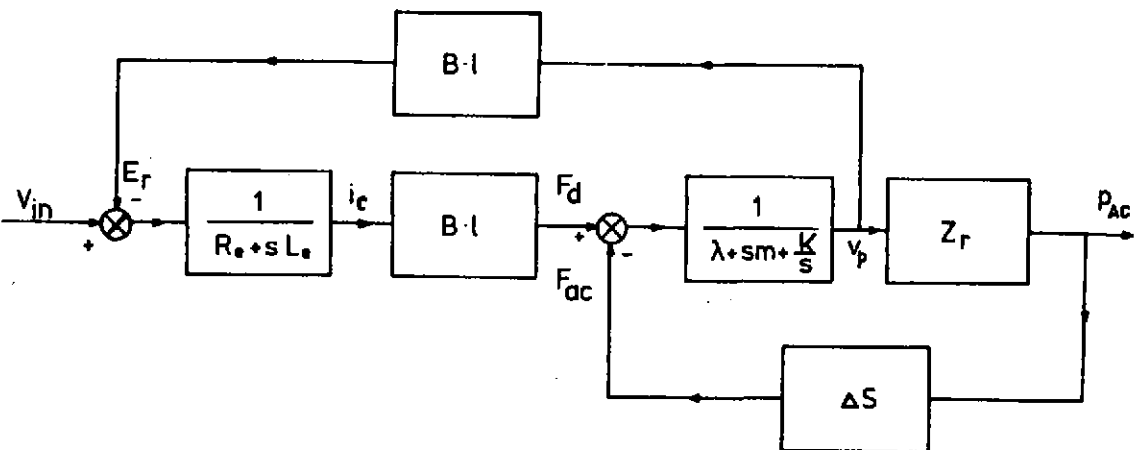 B·l
E_r
-
V_in
+
1
R_e + s L_e
i_c
B·l
F_d
+
-
F_ac
1
λ + sm + K/s
v_p
Z_r
P_AC
ΔS